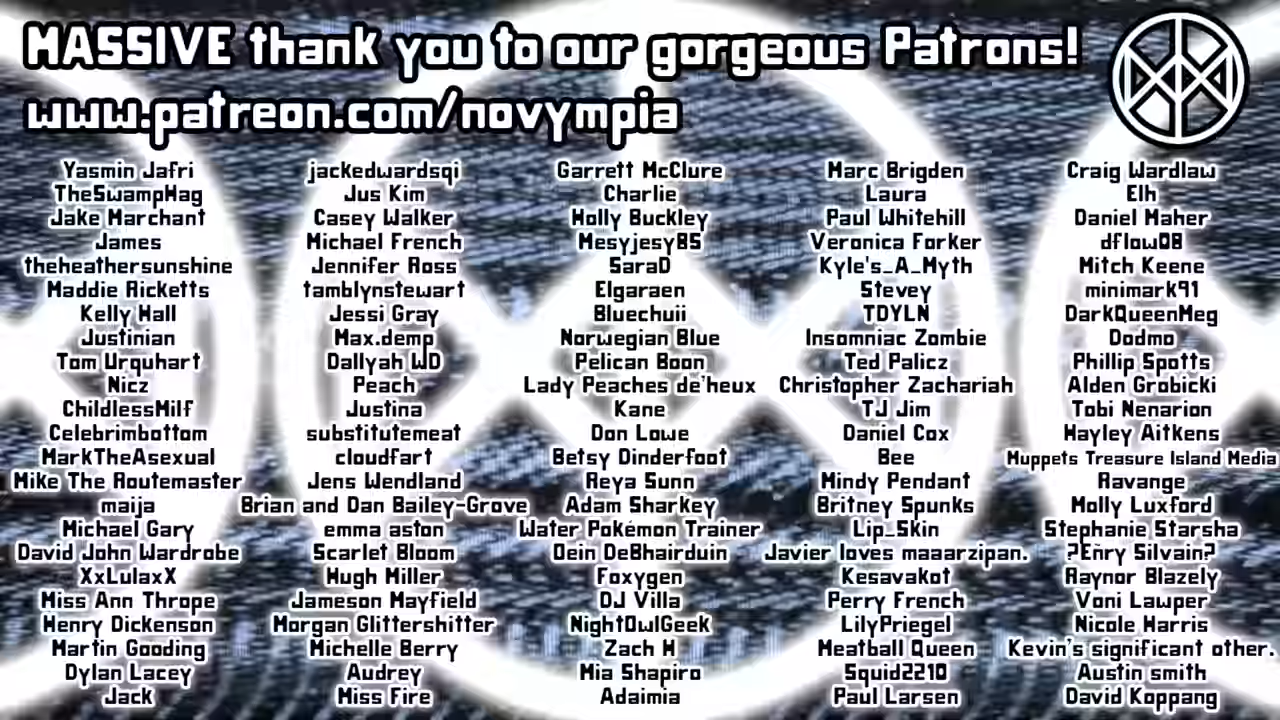 MASSIVE thank you to our gorgeous Patrons!
www.patreon.com/novympia
Yasmin Jafri
TheSwampHag
Jake Marchant
James
theheathersunshine
Maddie Ricketts
Kelly Hall
Justinian
Tom Urquhart
Nicz
ChildlessMilf
Celebrimbottom
MarkTheAsexual
Mike The Routemaster
maija
Michael Gary
David John Wardrobe
XxLulaxX
Miss Ann Thrope
Henry Dickenson
Martin Gooding
Dylan Lacey
Jack
jackedwardsqi
Jus Kim
Casey Walker
Michael French
Jennifer Ross
tamblynstewart
Jessi Gray
Max.demp
Dallyah WD
Peach
Justina
substitutemeat
cloudfart
Jens Wendland
Brian and Dan Bailey-Grove
emma aston
Scarlet Bloom
Hugh Miller
Jameson Mayfield
Morgan Glittershitter
Michelle Berry
Audrey
Miss Fire
Garrett McClure
Charlie
Holly Buckley
Mesyjesy85
SaraD
Elgaraen
Bluechuii
Norwegian Blue
Pelican Boon
Lady Peaches de'heux
Kane
Don Lowe
Betsy Dinderfoot
Reya Sunn
Adam Sharkey
Water Pokémon Trainer
Oein DeBhairduin
Foxygen
DJ Villa
NightOwlGeek
Zach H
Mia Shapiro
Adaimia
Marc Brigden
Laura
Paul Whitehill
Veronica Forker
Kyle's_A_Myth
Stevey
TDYLN
Insomniac Zombie
Ted Palicz
Christopher Zachariah
TJ Jim
Daniel Cox
Bee
Mindy Pendant
Britney Spunks
Lip_Skin
Javier loves maaarzipan.
Kesavakot
Perry French
LilyPriegel
Meatball Queen
Squid2210
Paul Larsen
Craig Wardlaw
Elh
Daniel Maher
dflow08
Mitch Keene
minimark91
DarkQueenMeg
Dodmo
Phillip Spotts
Alden Grobicki
Tobi Nenarion
Hayley Aitkens
Muppets Treasure Island Media
Ravange
Molly Luxford
Stephanie Starsha
?Enry Silvain?
Raynor Blazely
Voni Lawper
Nicole Harris
Kevin's significant other.
Austin smith
David Koppang